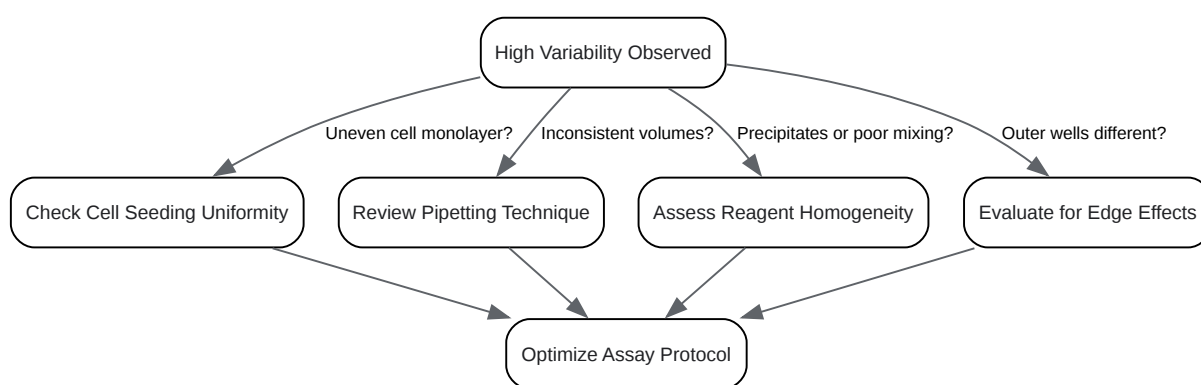 High Variability Observed
Uneven cell monolayer?
Inconsistent volumes?
Precipitates or poor mixing?
Outer wells different?
Check Cell Seeding Uniformity
Review Pipetting Technique
Assess Reagent Homogeneity
Evaluate for Edge Effects
Optimize Assay Protocol